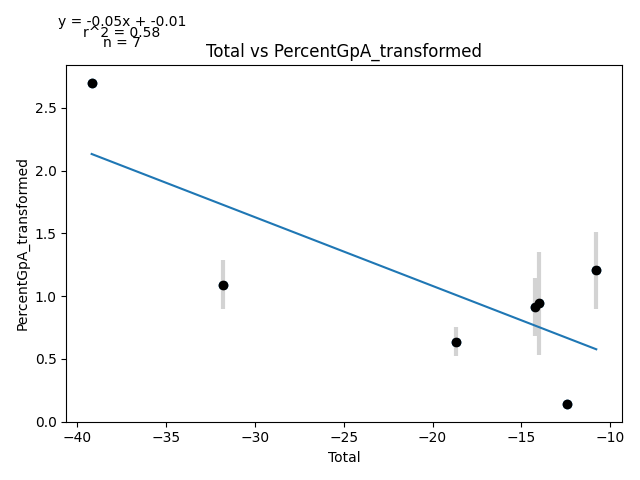 y = -0.05x + -0.01
r^2 = 0.58
n = 7
Total vs PercentGpA_transformed
PercentGpA_transformed
2.5
2.0
1.5
1.0
0.5
0.0
−40 −35 −30 −25 −20 −15 −10
Total